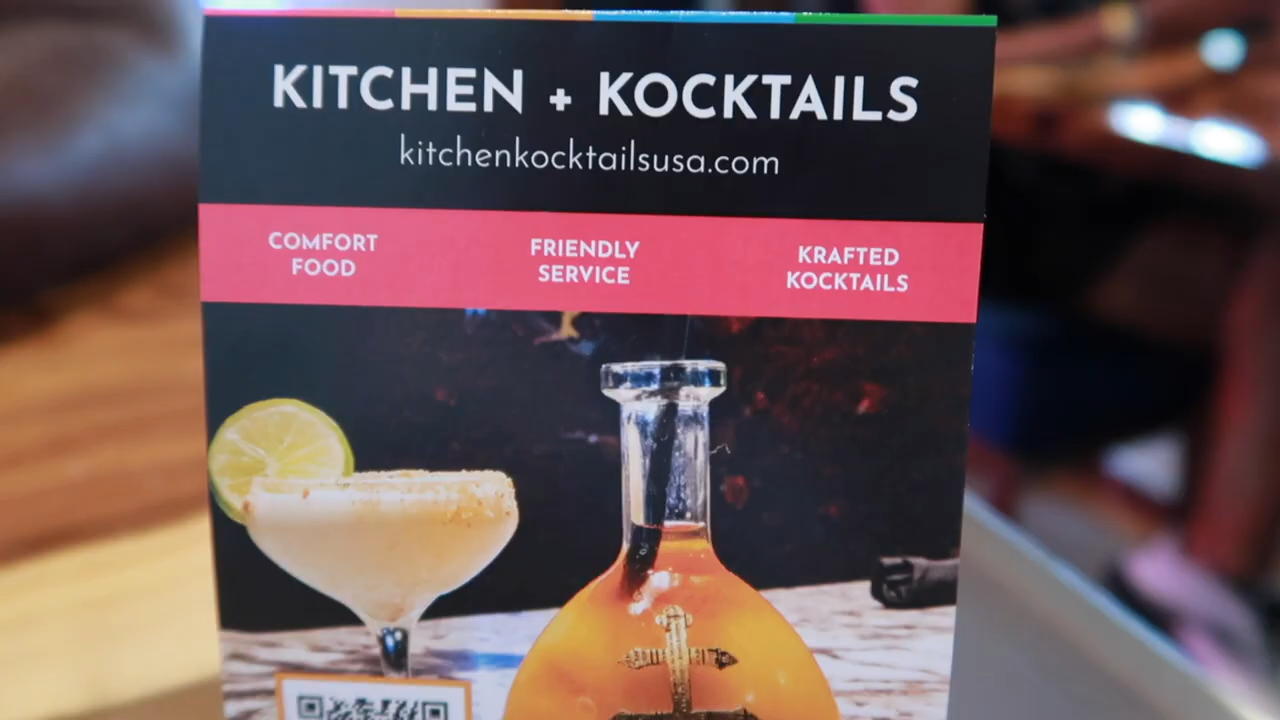 KITCHEN + KOCKTAILS
kitchenkocktailsusa.com
COMFORT
FOOD
FRIENDLY
SERVICE
KRAFTED
KOCKTAILS